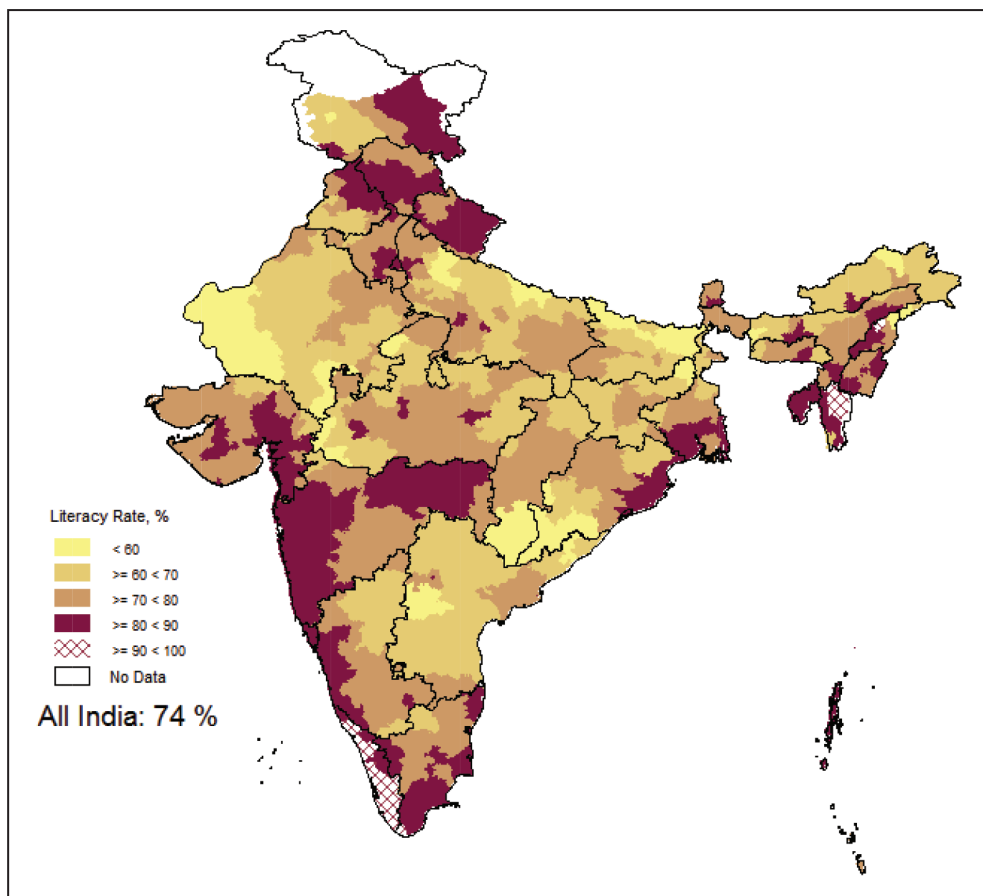 Literacy Rate, %
< 60
>= 60 < 70
>= 70 < 80
>= 80 < 90
>= 90 < 100
No Data
All India: 74 %